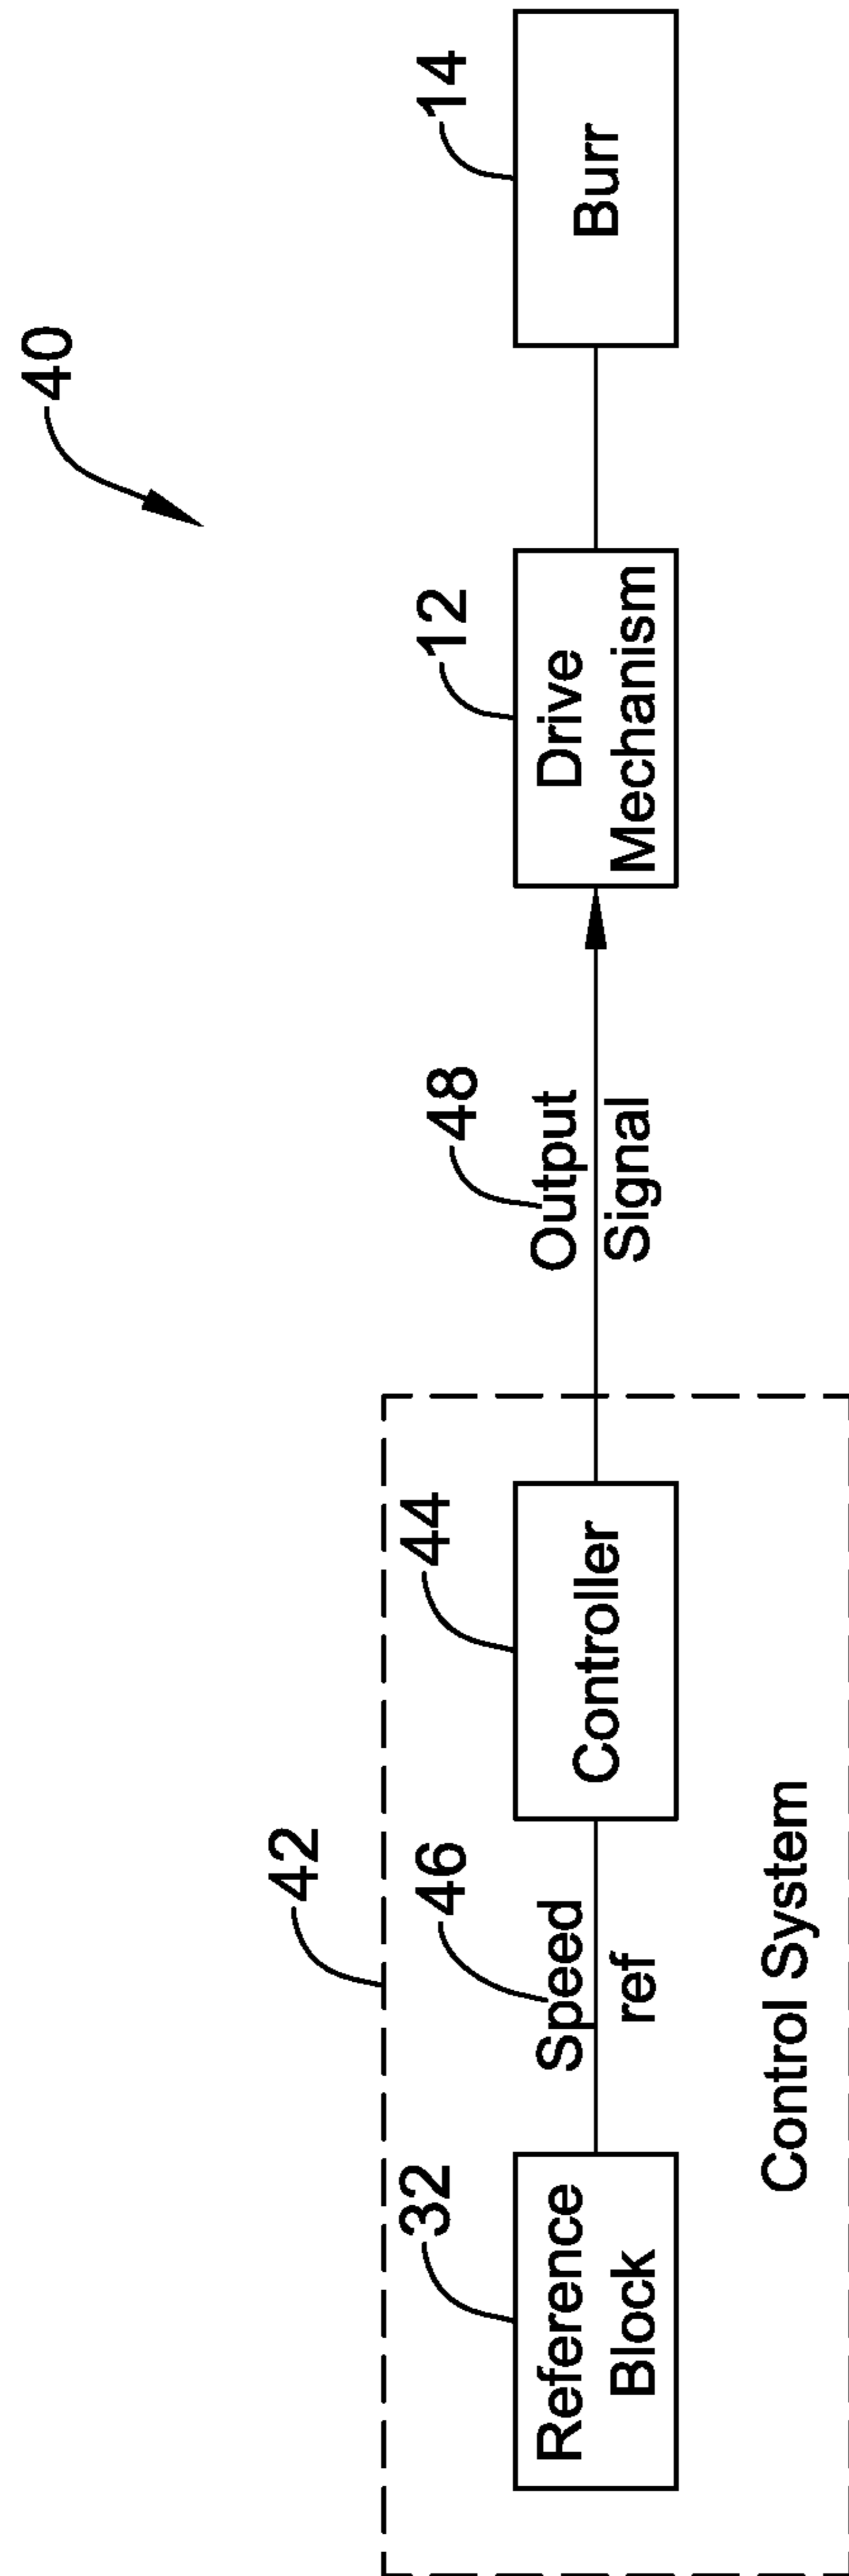 40
42
32
Reference
Block
46
Speed
ref
44
Controller
Control System
48
Output
Signal
12
Drive
Mechanism
14
Burr